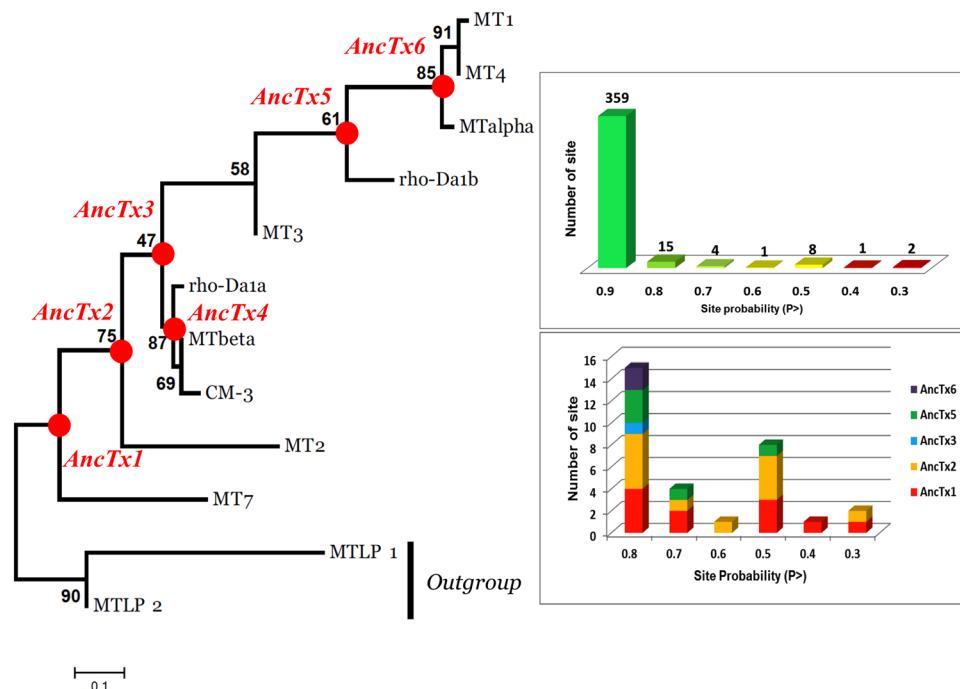 MT1
91
AncTx6
85
MT4
AncTx5
61
MTalpha
58
rho-Da1b
AncTx3
MT3
47
rho-Da1a
AncTx2
AncTx4
75
87
MTbeta
69
CM-3
MT2
AncTx1
MT7
MTLP 1
Outgroup
90
MTLP 2
0.1
359
15
4
1
8
1
2
Number of site
0.9 0.8 0.7 0.6 0.5 0.4 0.3
Site probability (P>)
16
14
12
10
8
6
4
2
0
Number of site
0.8 0.7 0.6 0.5 0.4 0.3
Site Probability (P>)
AncTx6
AncTx5
AncTx3
AncTx2
AncTx1